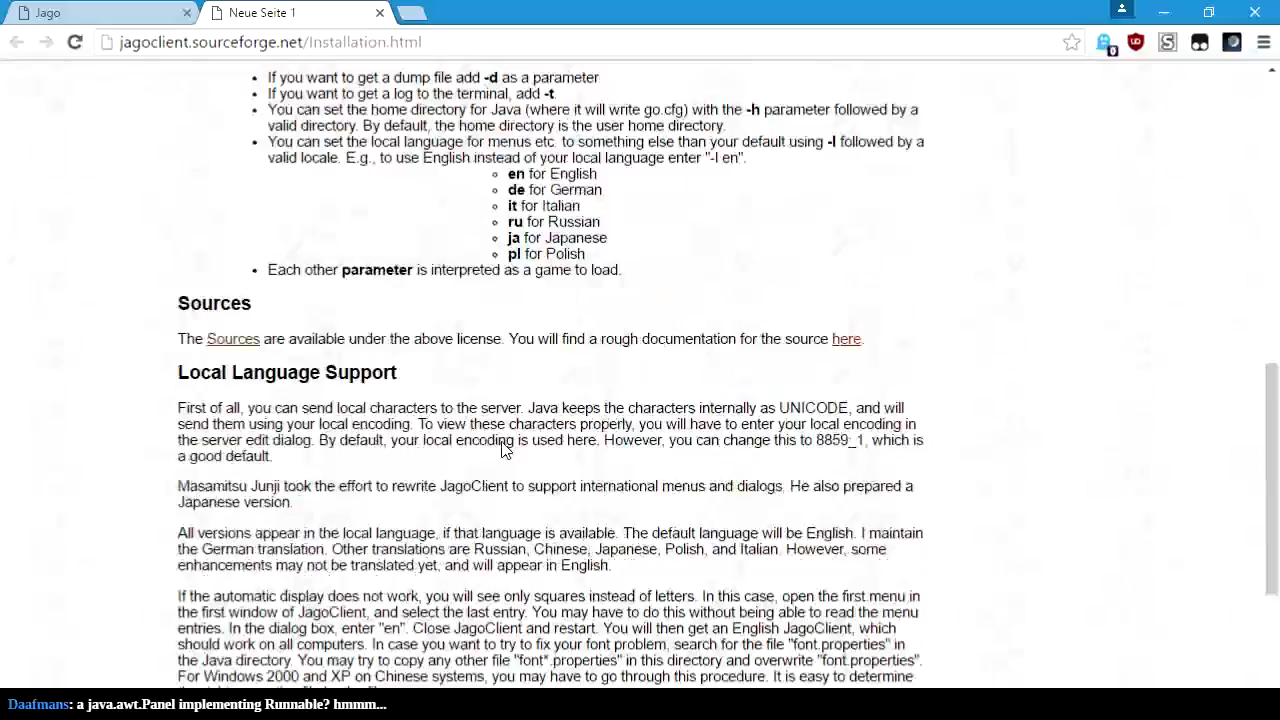 Jago
Neue Seite 1
jagoclient.sourceforge.net/Installation.html
If you want to get a dump file add -d as a parameter
If you want to get a log to the terminal, add -t
You can set the home directory for Java (where it will write go.cfg) with the -h parameter followed by a
valid directory. By default, the home directory is the user home directory.
You can set the local language for menus etc. to something else than your default using -l followed by a
valid locale. E.g., to use English instead of your local language enter "-l en".
en for English
de for German
it for Italian
ru for Russian
ja for Japanese
pl for Polish
Each other parameter is interpreted as a game to load.
Sources
The Sources are available under the above license. You will find a rough documentation for the source here.
Local Language Support
First of all, you can send local characters to the server. Java keeps the characters internally as UNICODE, and will
send them using your local encoding. To view these characters properly, you will have to enter your local encoding in
the server edit dialog. By default, your local encoding is used here. However, you can change this to 8859_1, which is
a good default.
Masamitsu Junji took the effort to rewrite JagoClient to support international menus and dialogs. He also prepared a
Japanese version.
All versions appear in the local language, if that language is available. The default language will be English. I maintain
the German translation. Other translations are Russian, Chinese, Japanese, Polish, and Italian. However, some
enhancements may not be translated yet, and will appear in English.
If the automatic display does not work, you will see only squares instead of letters. In this case, open the first menu in
the first window of JagoClient, and select the last entry. You may have to do this without being able to read the menu
entries. In the dialog box, enter "en". Close JagoClient and restart. You will then get an English JagoClient, which
should work on all computers. In case you want to try to fix your font problem, search for the file "font.properties" in
the Java directory. You may try to copy any other file "font*.properties" in this directory and overwrite "font.properties".
For Windows 2000 and XP on Chinese systems, you may have to go through this procedure. It is easy to determine
Daafmans: a java.awt.Panel implementing Runnable? hmmm...